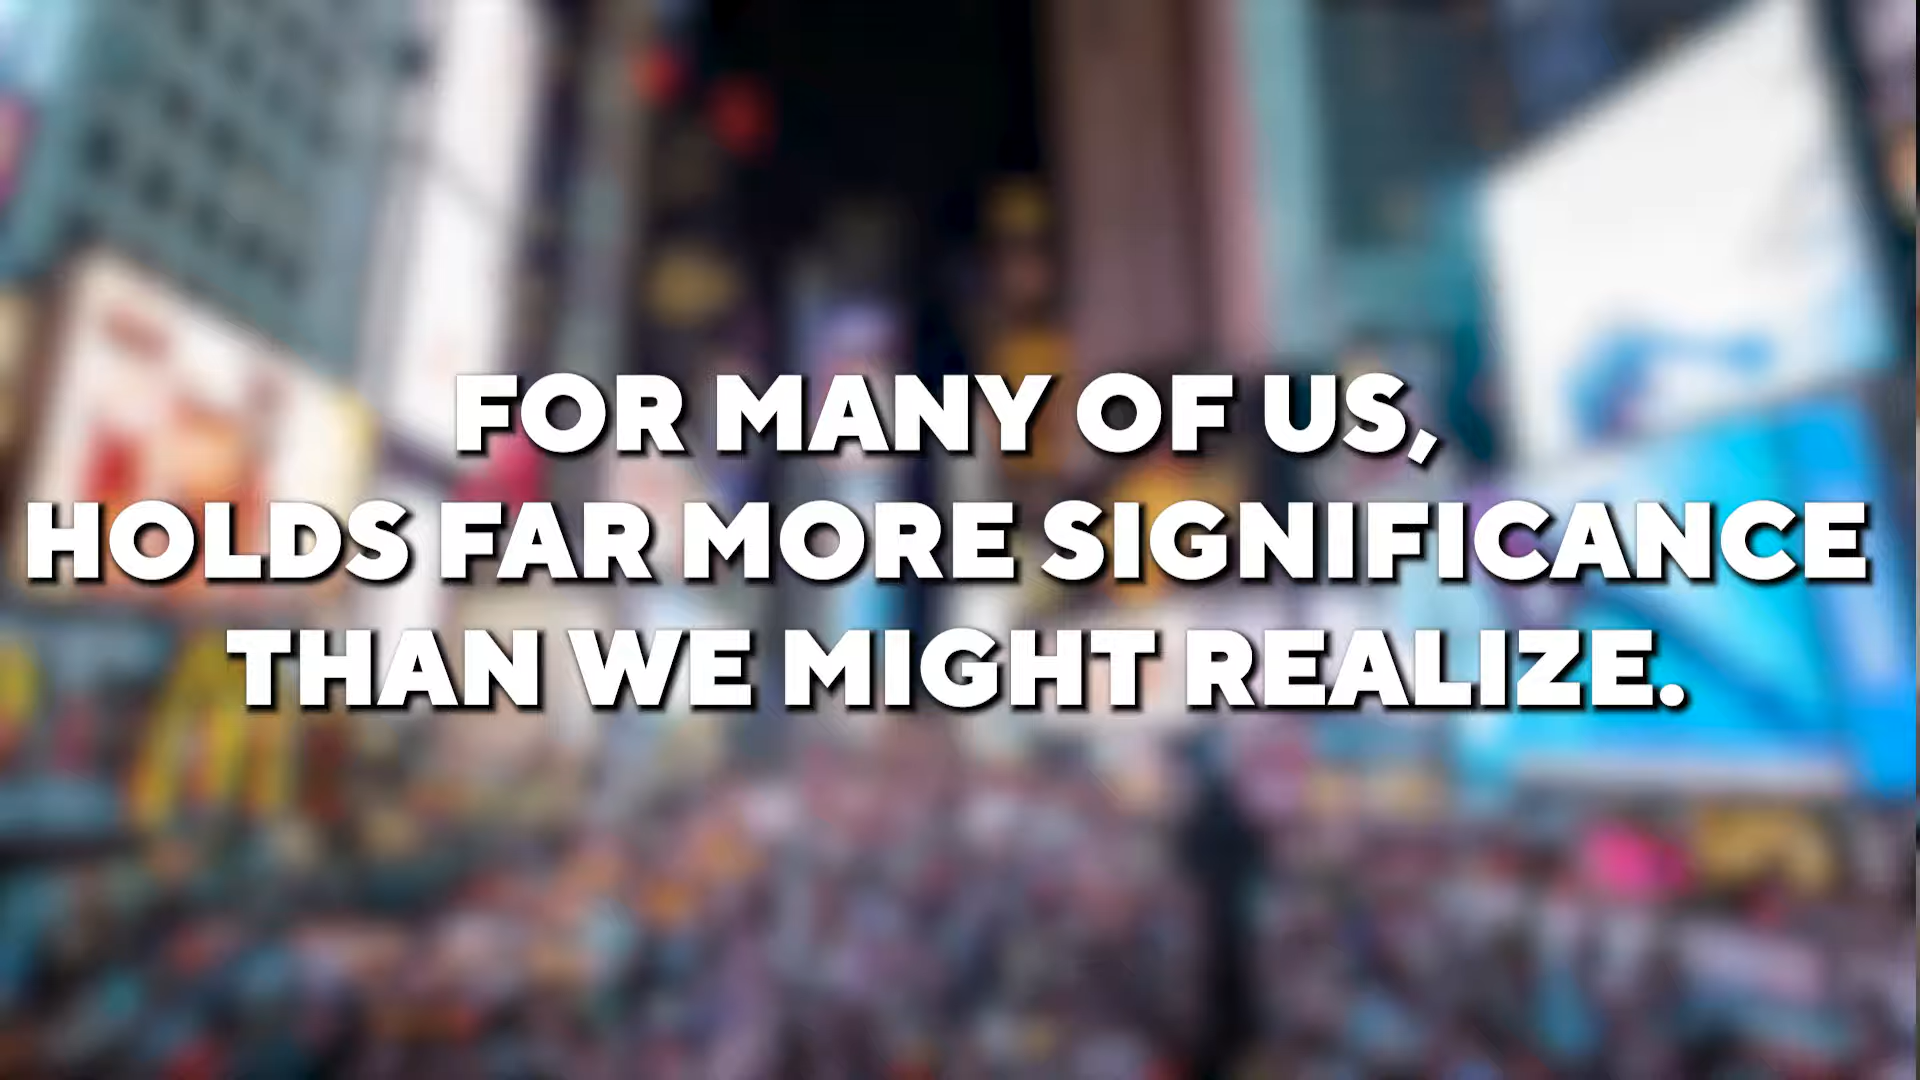 FOR MANY OF US,
HOLDS FAR MORE SIGNIFICANCE
THAN WE MIGHT REALIZE.